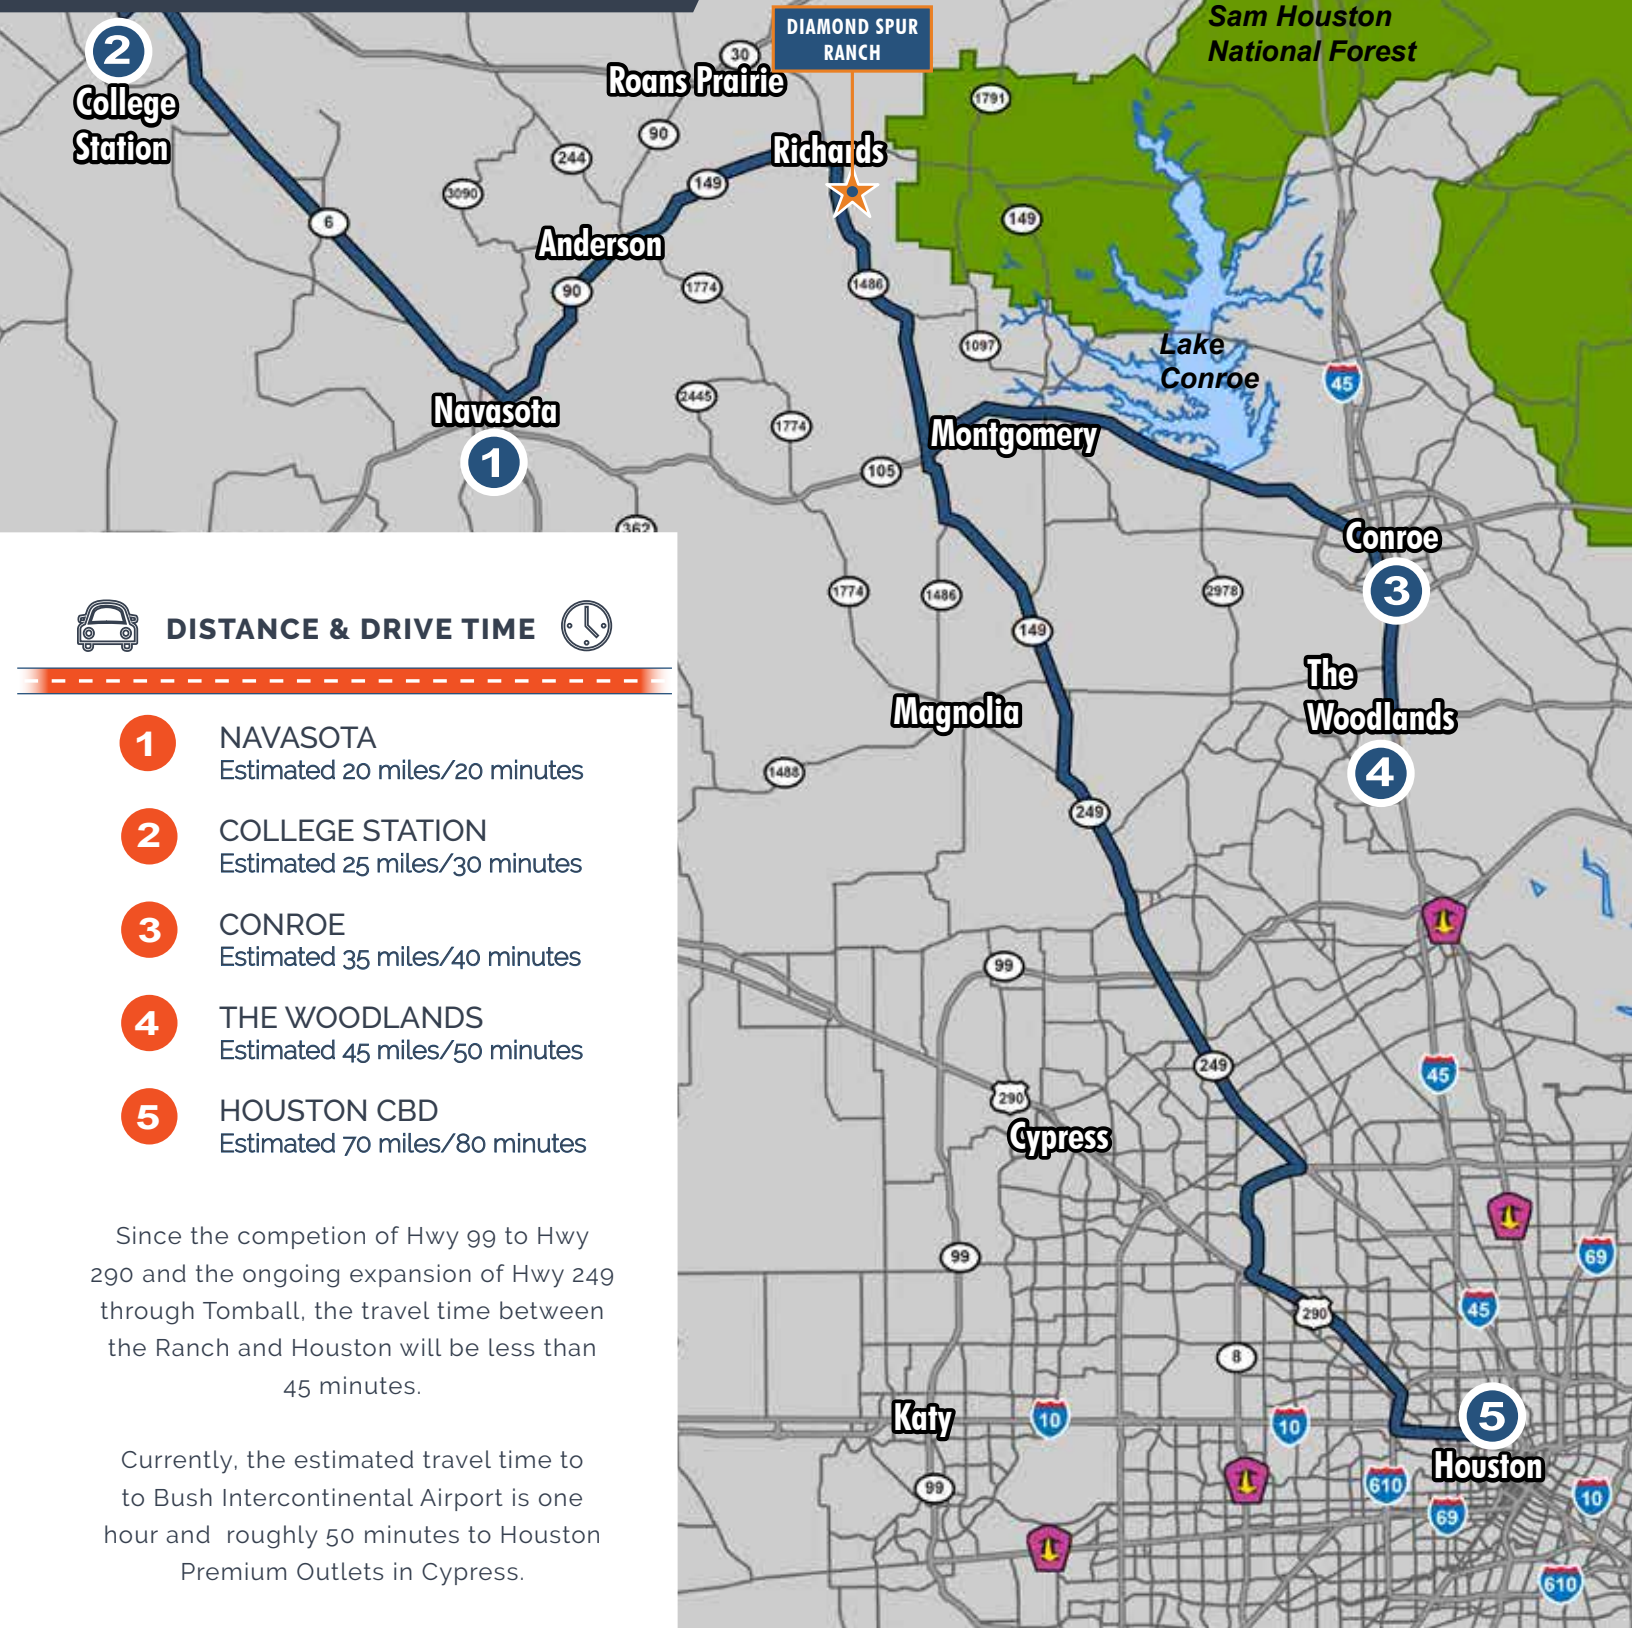 DIAMOND SPUR
RANCH
Sam Houston
National Forest
2
College
Station
30
Roans Prairie
1791
90
Richards
244
149
3090
6
149
Anderson
90
1774
1486
1097
Lake
Conroe
45
2445
Navasota
1774
Montgomery
1
105
362
Conroe
1774
1486
2978
3
149
The
Woodlands
Magnolia
4
1488
249
99
249
45
290
Cypress
99
69
45
290
8
Katy
10
10
5
Houston
99
610
10
69
610
DISTANCE & DRIVE TIME
1
NAVASOTA
Estimated 20 miles/20 minutes
2
COLLEGE STATION
Estimated 25 miles/30 minutes
3
CONROE
Estimated 35 miles/40 minutes
4
THE WOODLANDS
Estimated 45 miles/50 minutes
5
HOUSTON CBD
Estimated 70 miles/80 minutes
Since the competion of Hwy 99 to Hwy
290 and the ongoing expansion of Hwy 249
through Tomball, the travel time between
the Ranch and Houston will be less than
45 minutes.
Currently, the estimated travel time to
to Bush Intercontinental Airport is one
hour and roughly 50 minutes to Houston
Premium Outlets in Cypress.